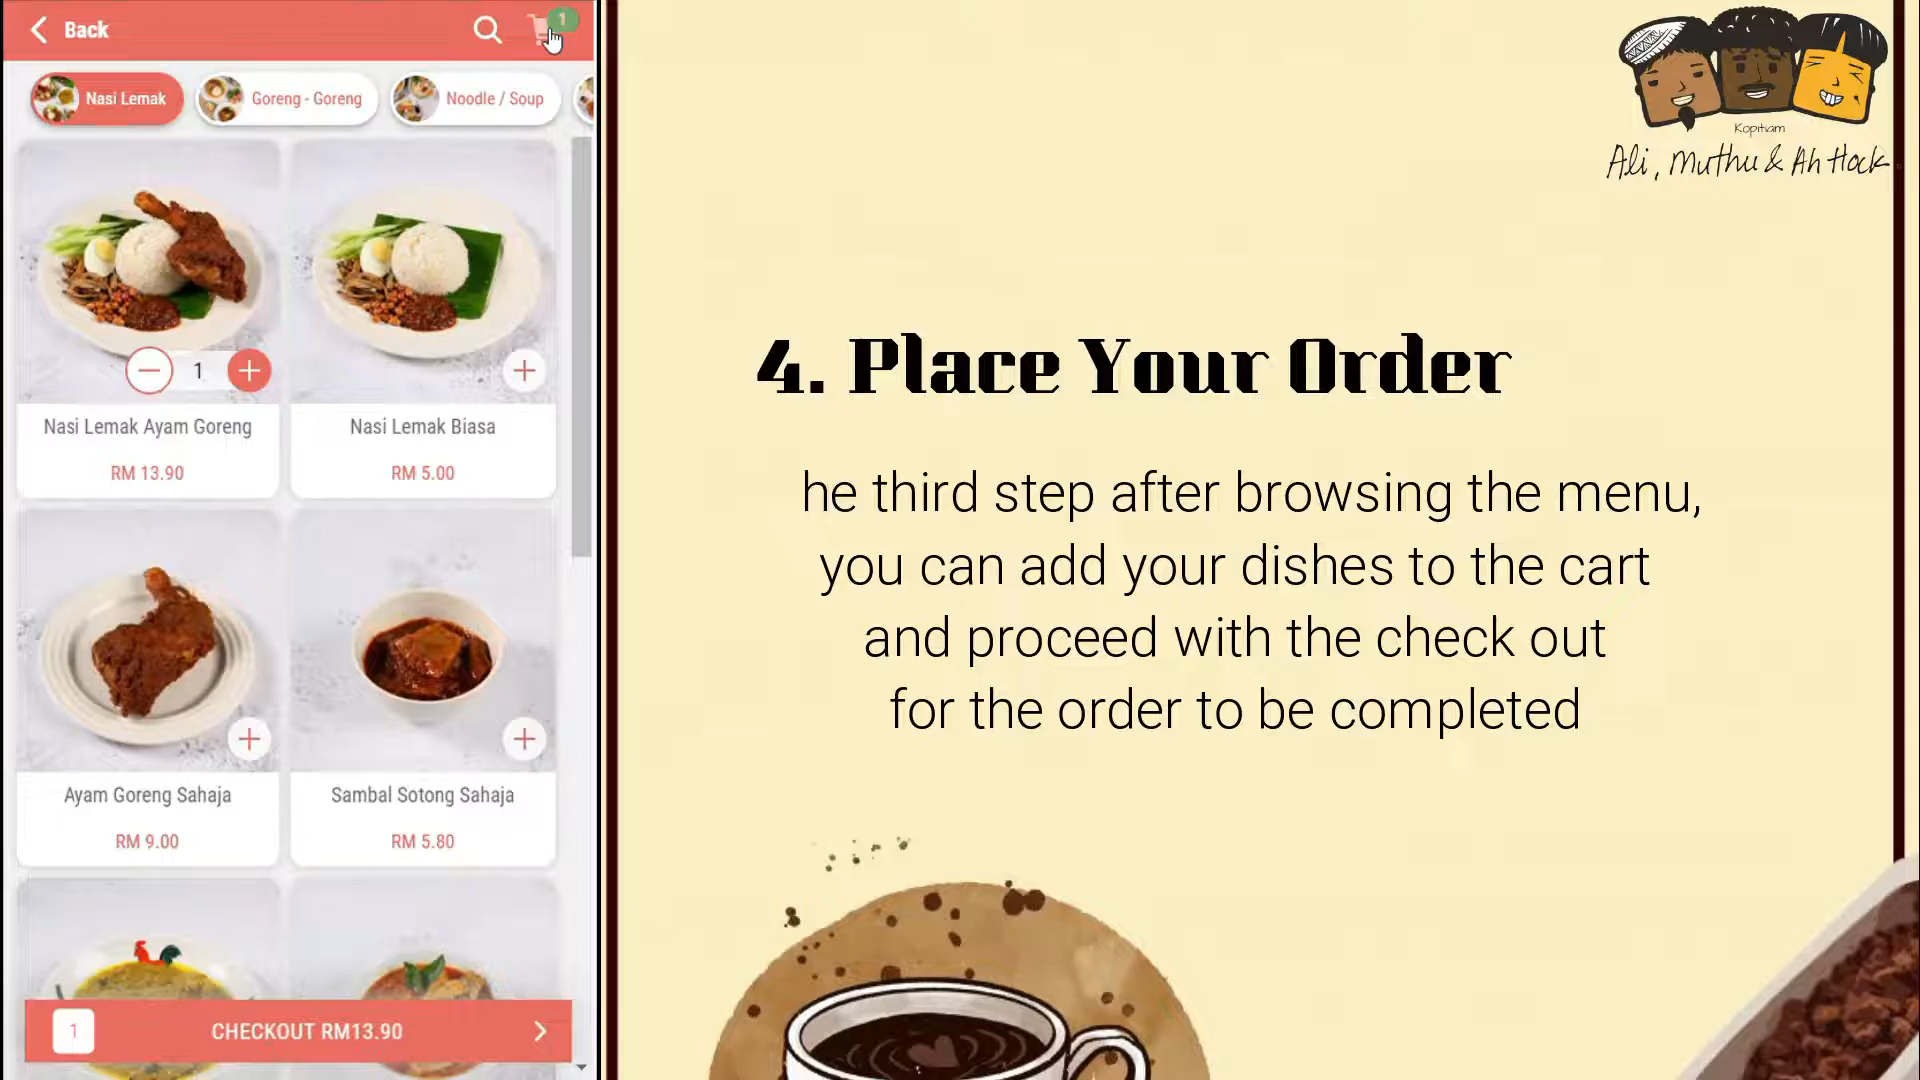 Back
1
Nasi Lemak
Goreng - Goreng
Noodle / Soup
1
Nasi Lemak Ayam Goreng
RM 13.90
Nasi Lemak Biasa
RM 5.00
Ayam Goreng Sahaja
RM 9.00
Sambal Sotong Sahaja
RM 5.80
1
CHECKOUT RM13.90
Kopitiam
Ali, Muthu & Ah Hock
4. Place Your Order
he third step after browsing the menu,
you can add your dishes to the cart
and proceed with the check out
for the order to be completed